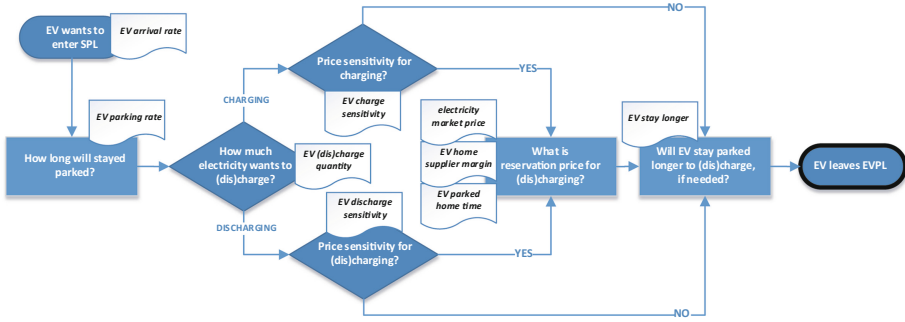 EV wants to
enter SPL
EV arrival rate
NO
Price sensitivity for
charging?
YES
EV charge
sensitivity
CHARGING
EV parking rate
How long will stayed
parked?
How much
electricity wants to
(dis)charge?
EV (dis)charge
quantity
electricity
market price
EV home
supplier margin
EV parked
home time
What is
reservation price for
(dis)charging?
EV stay longer
Will EV stay parked
longer to (dis)charge,
if needed?
EV leaves EVPL
DISCHARGING
EV discharge
sensitivity
Price sensitivity for
(dis)charging?
YES
NO